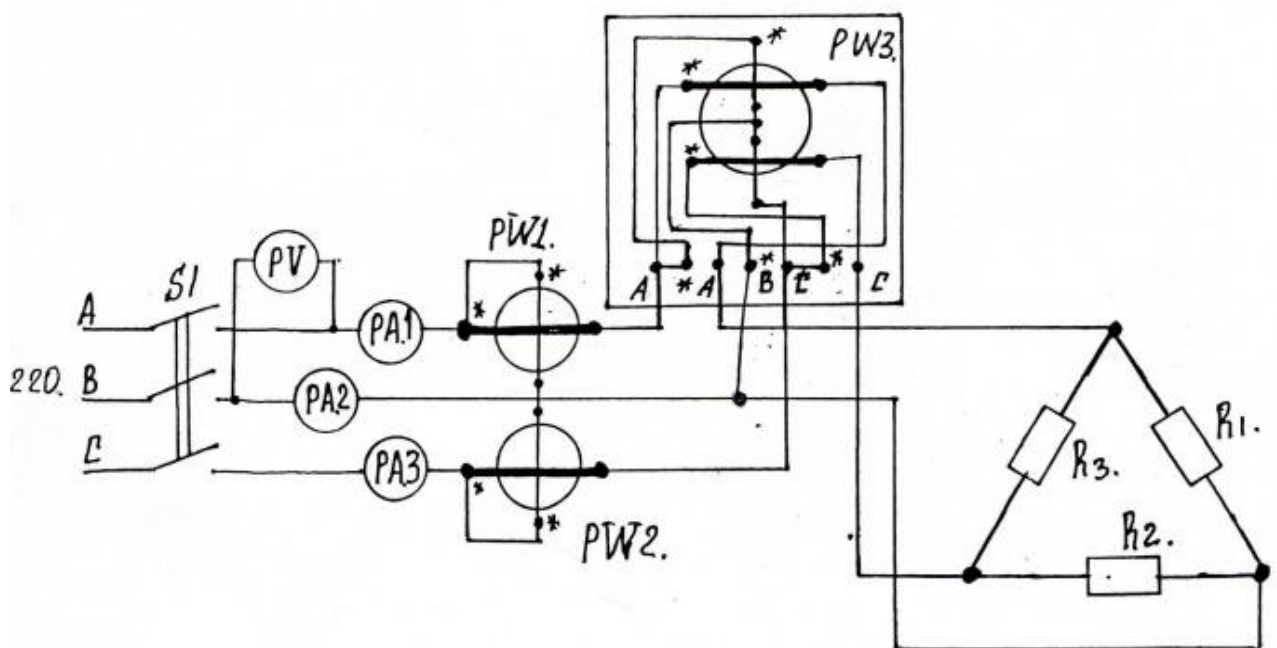 * PW3.
*
*
PW1.
*
*
A * A * B C * C
PV
S1
A
PA1
220. B
PA2
C
PA3
*
*
PW2.
R3.
R1.
R2.